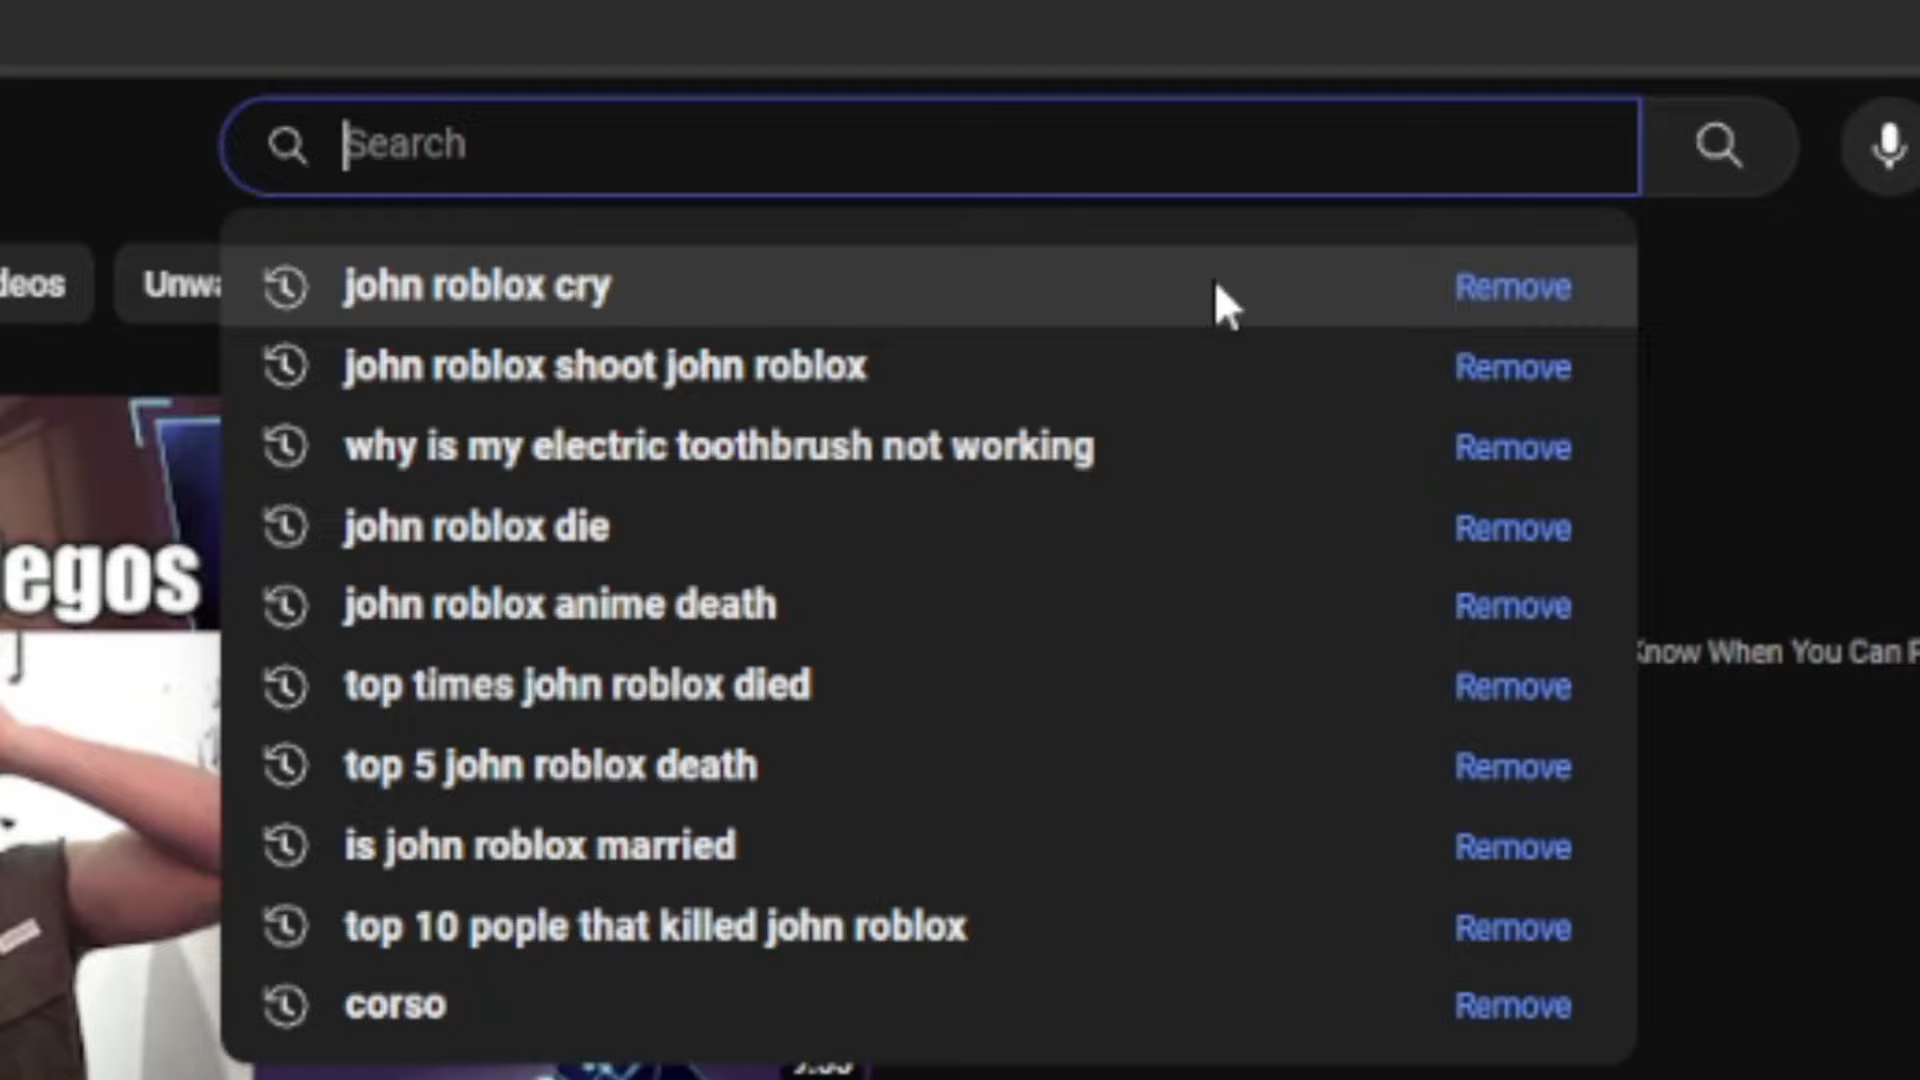 Search
john roblox cry Remove
john roblox shoot john roblox Remove
why is my electric toothbrush not working Remove
john roblox die Remove
john roblox anime death Remove
top times john roblox died Remove
top 5 john roblox death Remove
is john roblox married Remove
top 10 pople that killed john roblox Remove
corso Remove
deos
Unwa
egos
Know When You Can